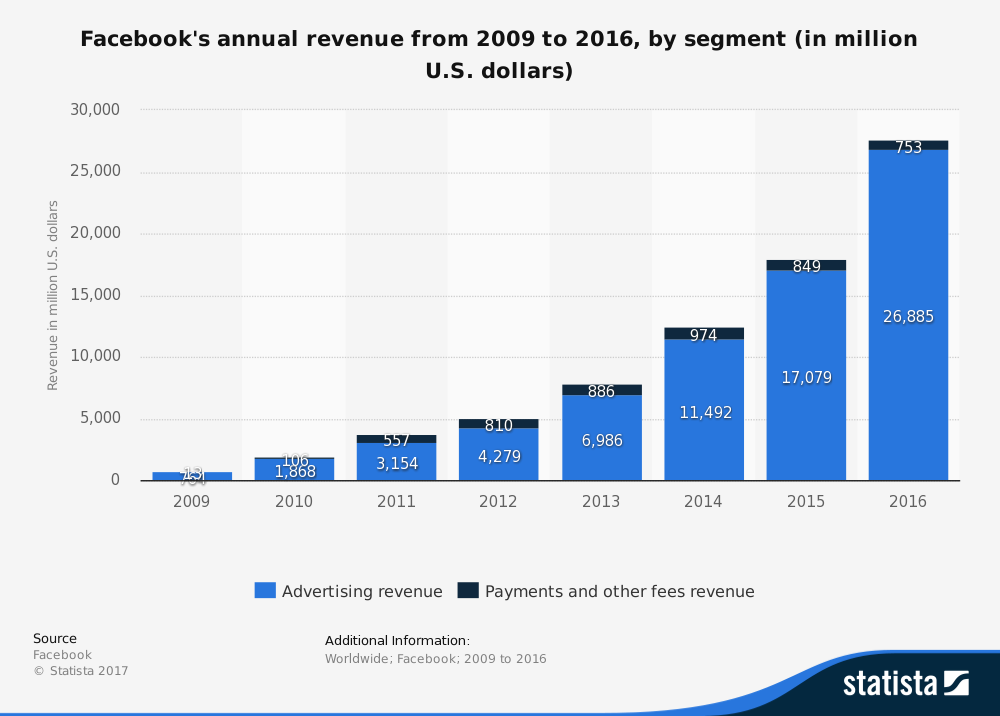 Facebook's annual revenue from 2009 to 2016, by segment (in million
U.S. dollars)
30,000
25,000
20,000
15,000
10,000
5,000
0
Revenue in million U.S. dollars
13
764
106
1,868
557
3,154
810
4,279
886
6,986
974
11,492
849
17,079
753
26,885
2009 2010 2011 2012 2013 2014 2015 2016
Advertising revenue Payments and other fees revenue
Source
Facebook
© Statista 2017
Additional Information:
Worldwide; Facebook; 2009 to 2016
statista